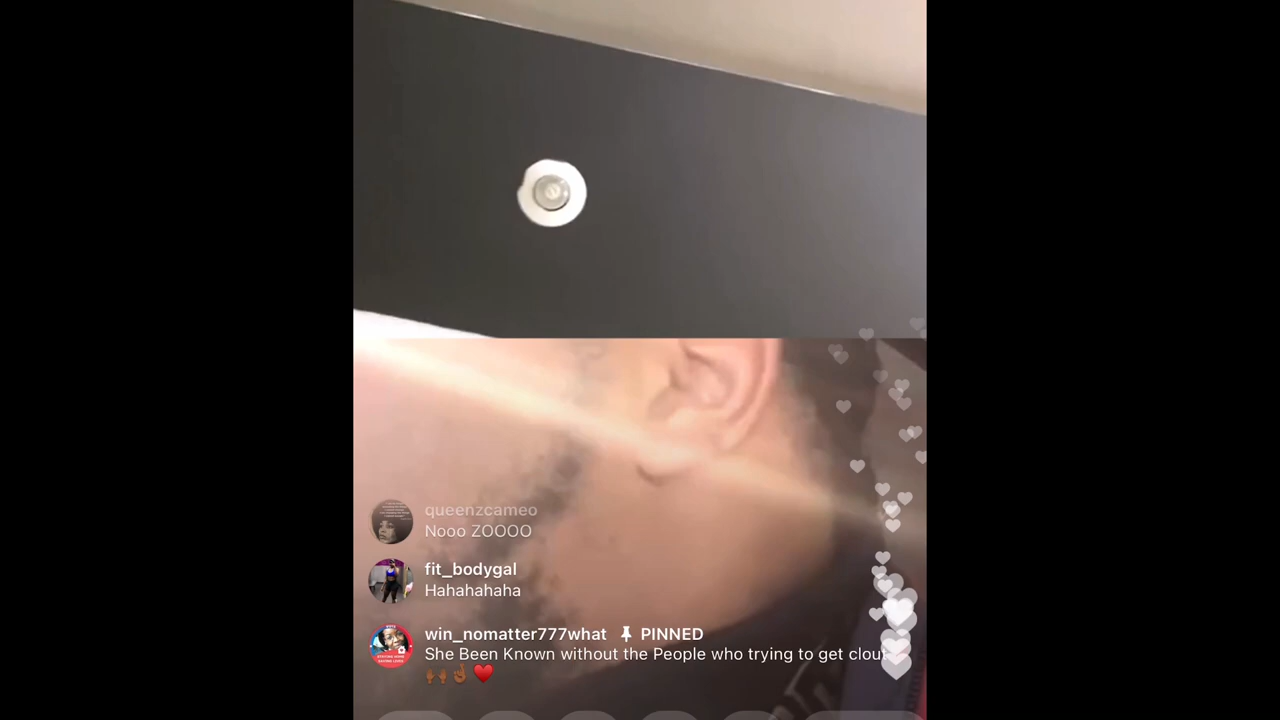 queenzcameo
Nooo ZOOOO
fit_bodygal
Hahahahaha
win_nomatter777what PINNED
She Been Known without the People who trying to get clout
🙌🏾🤞🏾❤️